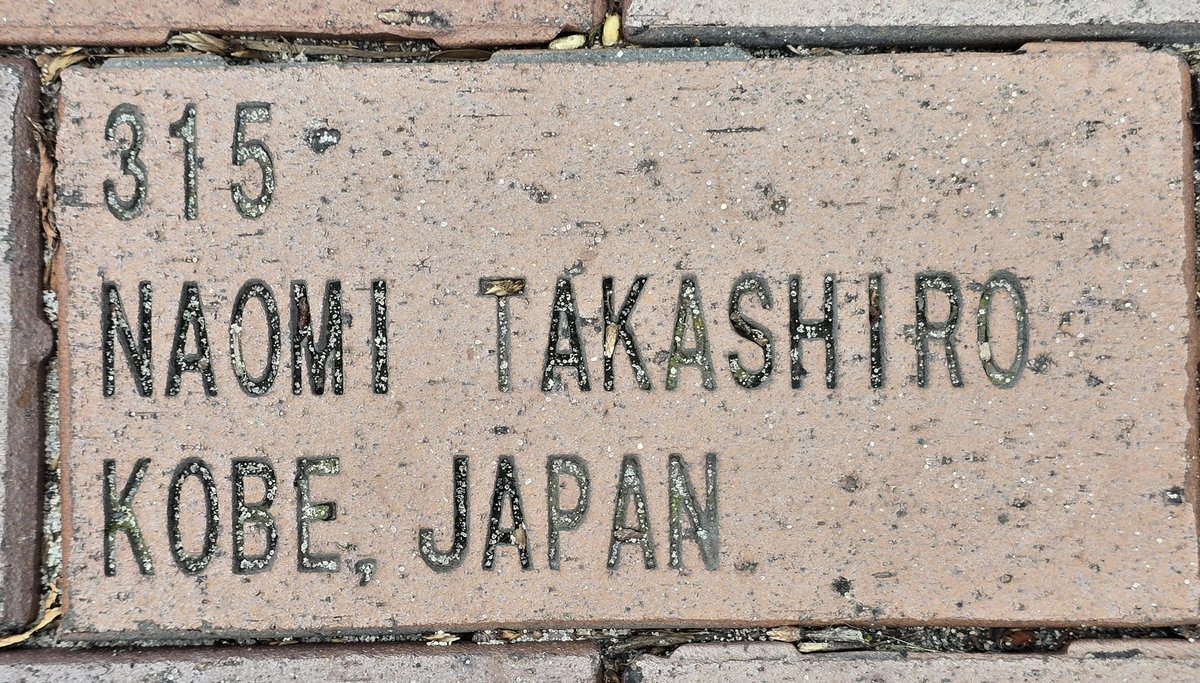 315
NAOMI TAKASHIRO
KOBE, JAPAN